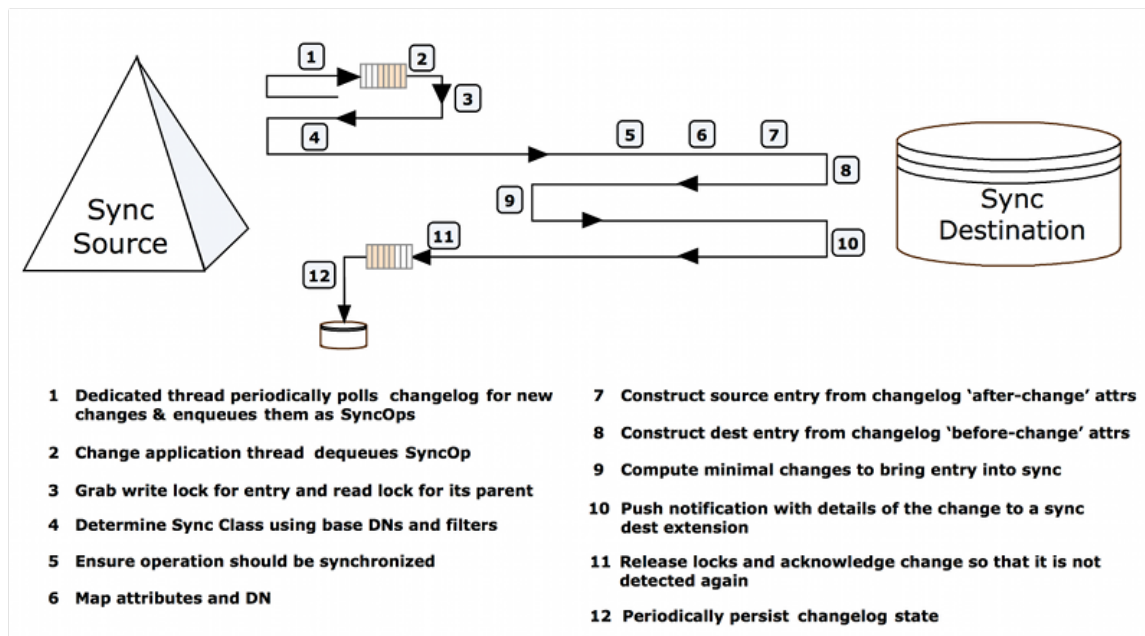 1
2
3
4
5
6
7
8
9
10
11
12
Sync
Source
Sync
Destination
1 Dedicated thread periodically polls changelog for new
changes & enqueues them as SyncOps
2 Change application thread dequeues SyncOp
3 Grab write lock for entry and read lock for its parent
4 Determine Sync Class using base DNs and filters
5 Ensure operation should be synchronized
6 Map attributes and DN
7 Construct source entry from changelog ‘after-change’ attrs
8 Construct dest entry from changelog ‘before-change’ attrs
9 Compute minimal changes to bring entry into sync
10 Push notification with details of the change to a sync
dest extension
11 Release locks and acknowledge change so that it is not
detected again
12 Periodically persist changelog state